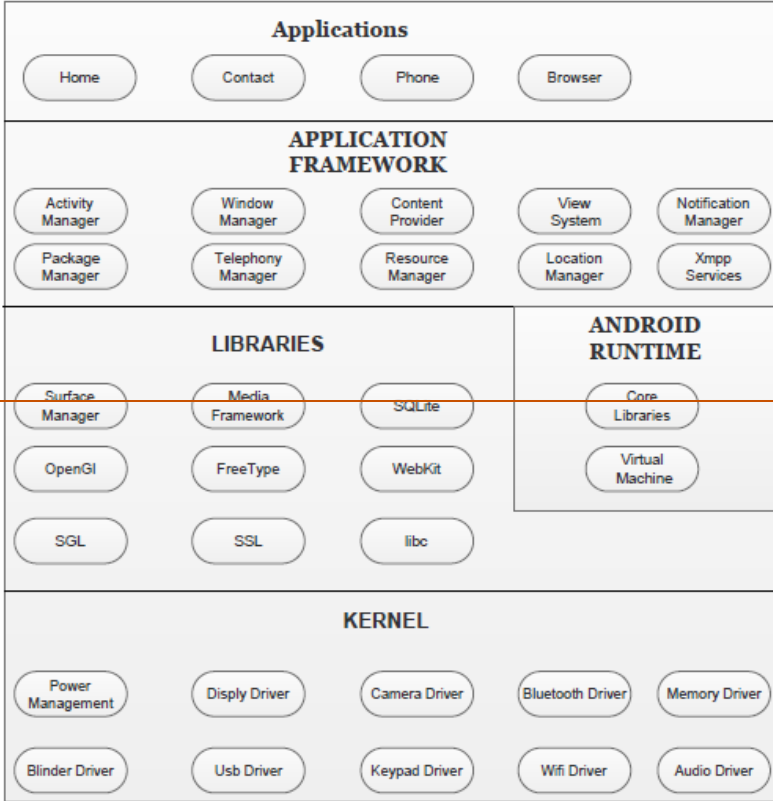 Applications
Home Contact Phone Browser
APPLICATION
FRAMEWORK
Activity Manager Window Manager Content Provider View System Notification Manager
Package Manager Telephony Manager Resource Manager Location Manager Xmpp Services
LIBRARIES
ANDROID
RUNTIME
Surface Manager Media Framework SQLite Core Libraries
OpenGl FreeType WebKit Virtual Machine
SGL SSL libc
KERNEL
Power Management Disply Driver Camera Driver Bluetooth Driver Memory Driver
Blinder Driver Usb Driver Keypad Driver Wifi Driver Audio Driver